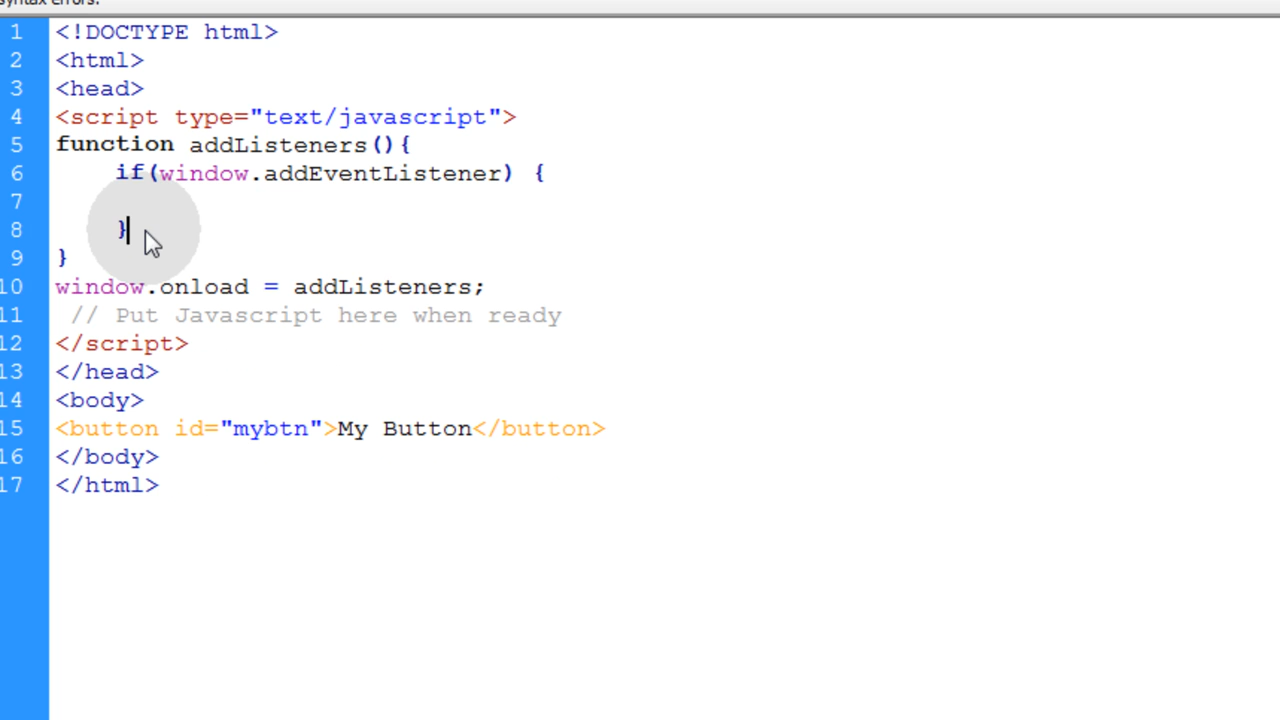 syntax errors.
1 <!DOCTYPE html>
2 <html>
3 <head>
4 <script type="text/javascript">
5 function addListeners(){
6     if(window.addEventListener) {
7
8     }
9 }
10 window.onload = addListeners;
11  // Put Javascript here when ready
12 </script>
13 </head>
14 <body>
15 <button id="mybtn">My Button</button>
16 </body>
17 </html>